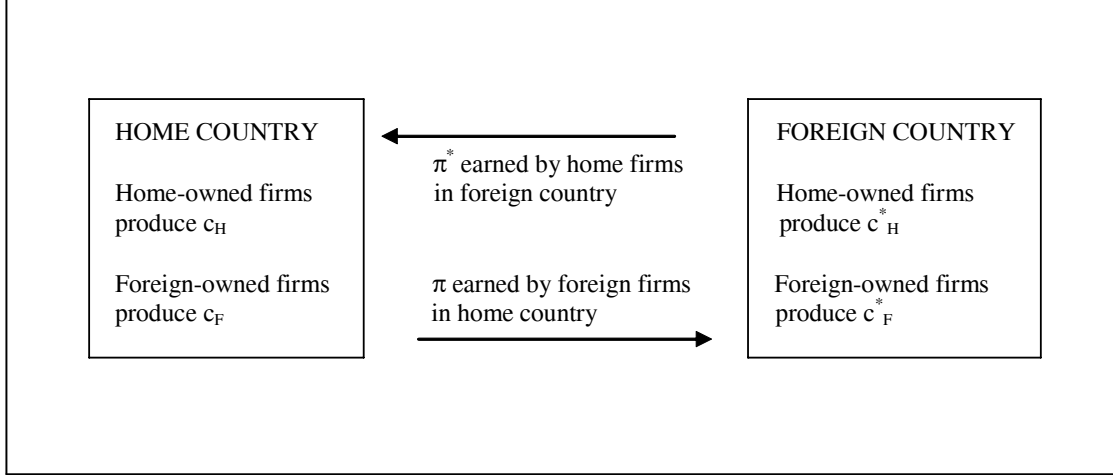 HOME COUNTRY
Home-owned firms
produce c_H
Foreign-owned firms
produce c_F
π* earned by home firms
in foreign country
π earned by foreign firms
in home country
FOREIGN COUNTRY
Home-owned firms
produce c*_H
Foreign-owned firms
produce c*_F